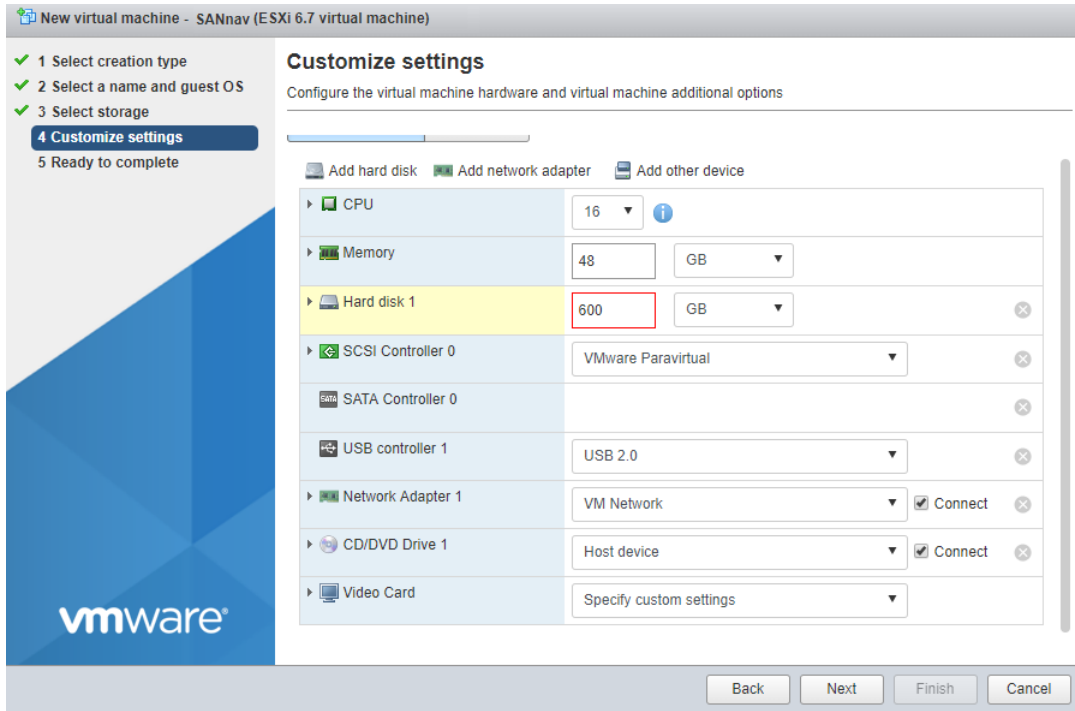 New virtual machine - SANnav (ESXi 6.7 virtual machine)
1 Select creation type
2 Select a name and guest OS
3 Select storage
4 Customize settings
5 Ready to complete
vmware®
Customize settings
Configure the virtual machine hardware and virtual machine additional options
Add hard disk Add network adapter Add other device
CPU 16
Memory 48 GB
Hard disk 1 600 GB
SCSI Controller 0 VMware Paravirtual
SATA SATA Controller 0
USB controller 1 USB 2.0
Network Adapter 1 VM Network Connect
CD/DVD Drive 1 Host device Connect
Video Card Specify custom settings
Back Next Finish Cancel